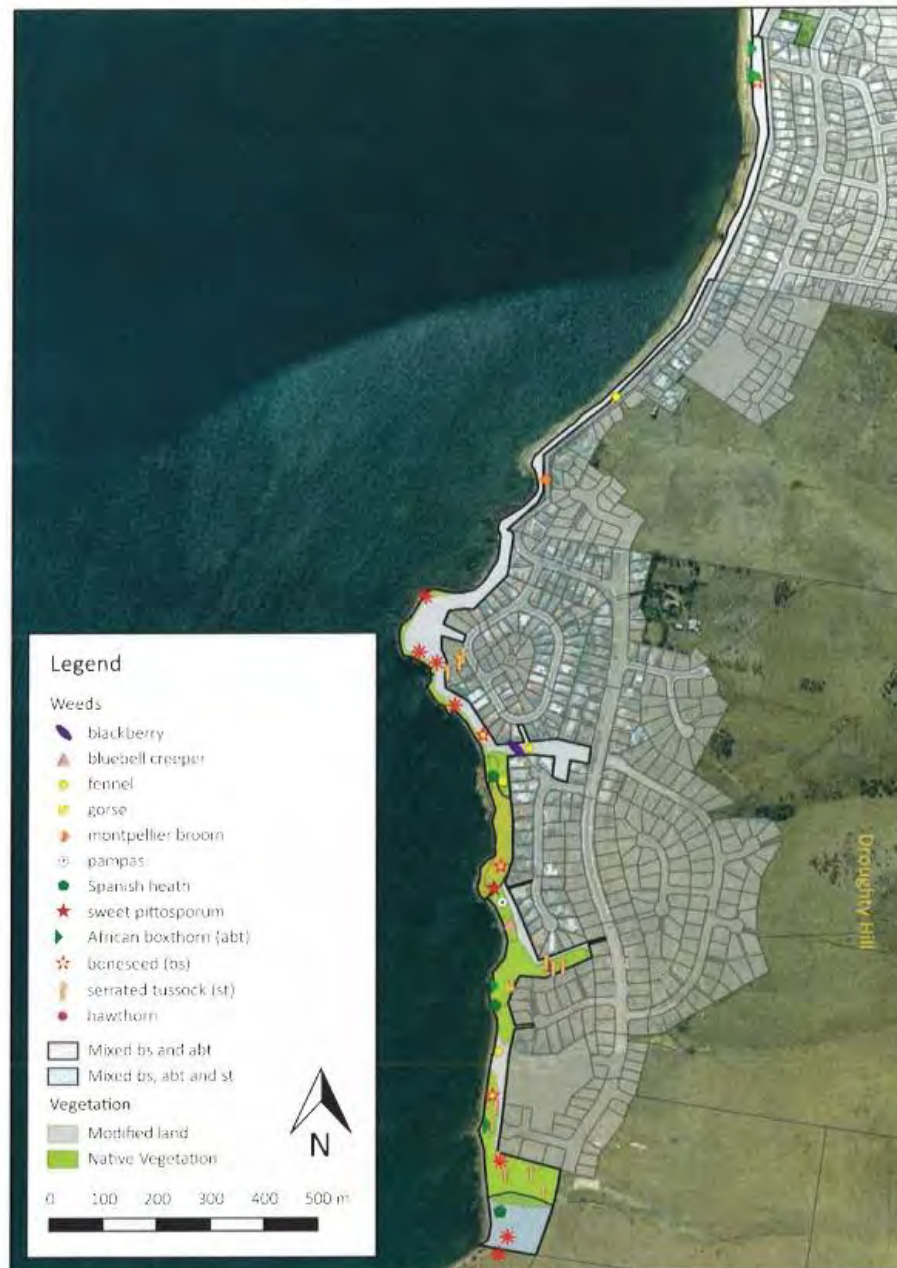 Legend
Weeds
blackberry
bluebell creeper
fennel
gorse
montpellier broom
pampas
Spanish heath
sweet pittosporum
African boxthorn (abt)
boneseed (bs)
serrated tussock (st)
hawthorn
Mixed bs and abt
Mixed bs, abt and st
Vegetation
Modified land
Native Vegetation
N
0 100 200 300 400 500 m
Droughty Hill